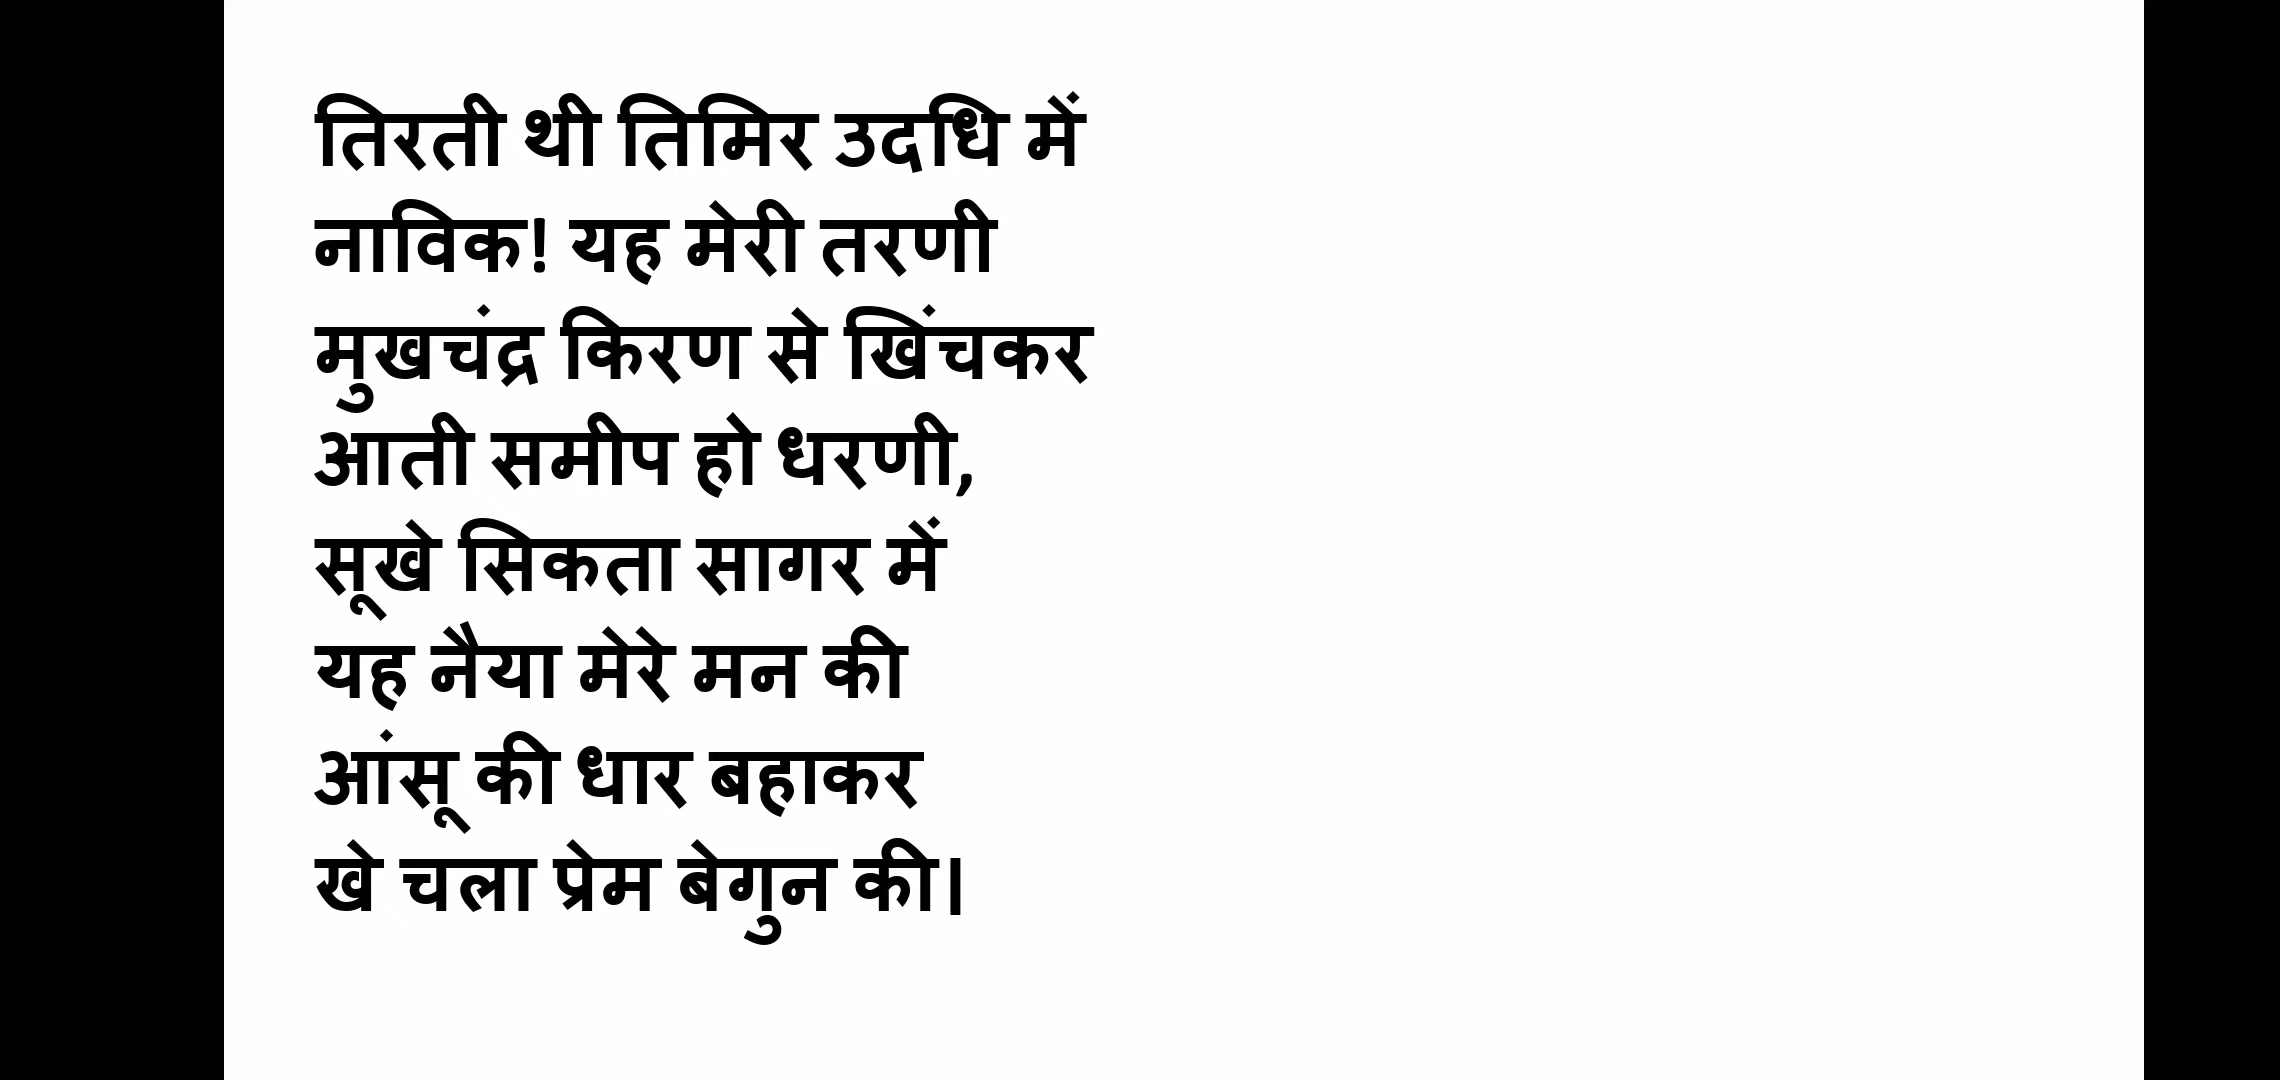 तिरती थी तिमिर उदधि में
नाविक! यह मेरी तरणी
मुखचंद्र किरण से खिंचकर
आती समीप हो धरणी,
सूखे सिकता सागर में
यह नैया मेरे मन की
आंसू की धार बहाकर
खे चला प्रेम बेगुन की।